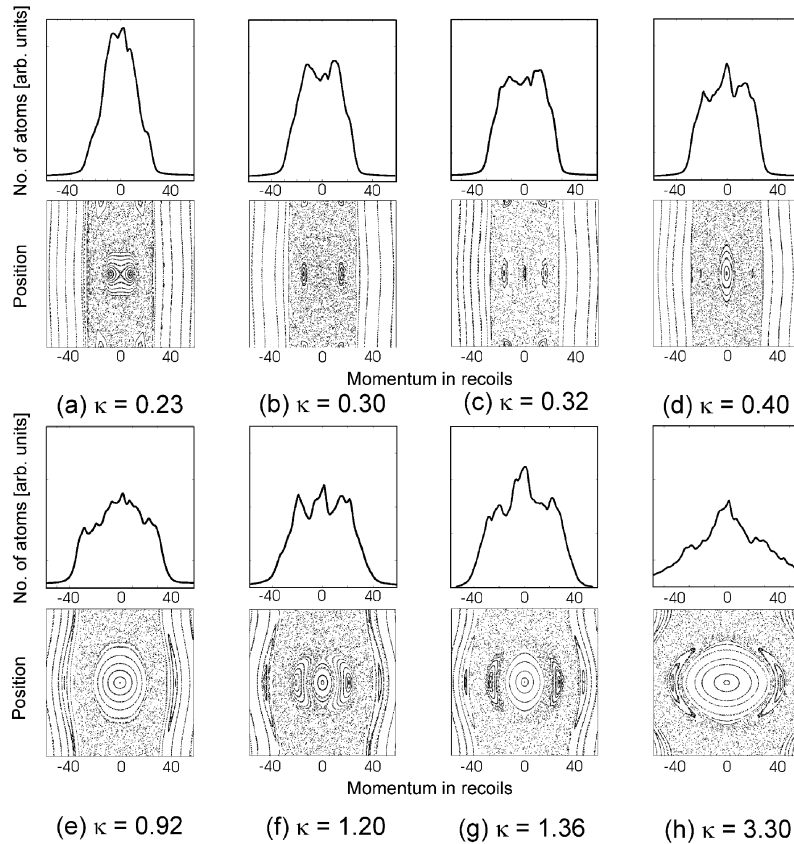 No. of atoms [arb. units]
-40 0 40
-40 0 40
-40 0 40
-40 0 40
Position
-40 0 40
-40 0 40
-40 0 40
-40 0 40
Momentum in recoils
(a) κ = 0.23
(b) κ = 0.30
(c) κ = 0.32
(d) κ = 0.40
No. of atoms [arb. units]
-40 0 40
-40 0 40
-40 0 40
-40 0 40
Position
-40 0 40
-40 0 40
-40 0 40
-40 0 40
Momentum in recoils
(e) κ = 0.92
(f) κ = 1.20
(g) κ = 1.36
(h) κ = 3.30